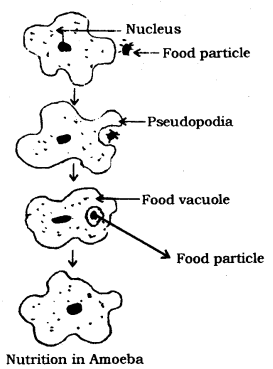 Nucleus
Food particle
Pseudopodia
Food vacuole
Food particle
Nutrition in Amoeba